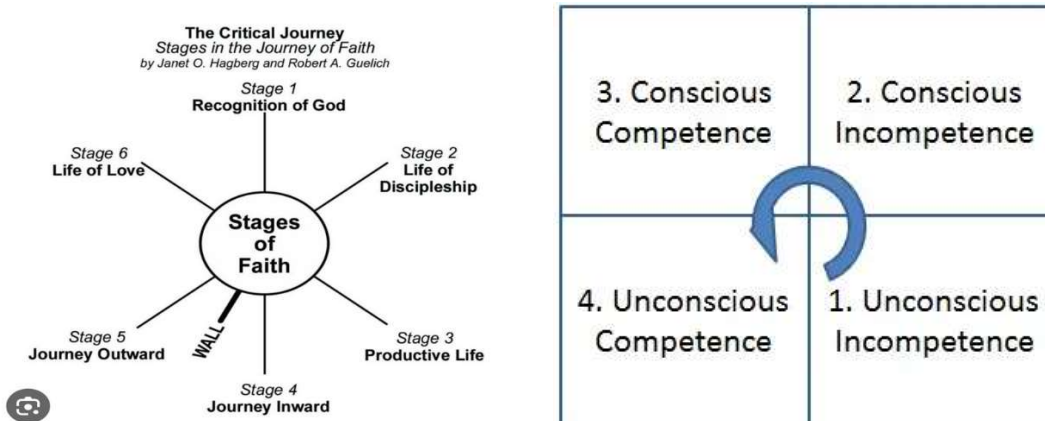 The Critical Journey
Stages in the Journey of Faith
by Janet O. Hagberg and Robert A. Guelich
Stage 1
Recognition of God
Stage 6
Life of Love
Stage 2
Life of
Discipleship
Stages
of
Faith
WALL
Stage 5
Journey Outward
Stage 3
Productive Life
Stage 4
Journey Inward
3. Conscious
Competence
2. Conscious
Incompetence
4. Unconscious
Competence
1. Unconscious
Incompetence